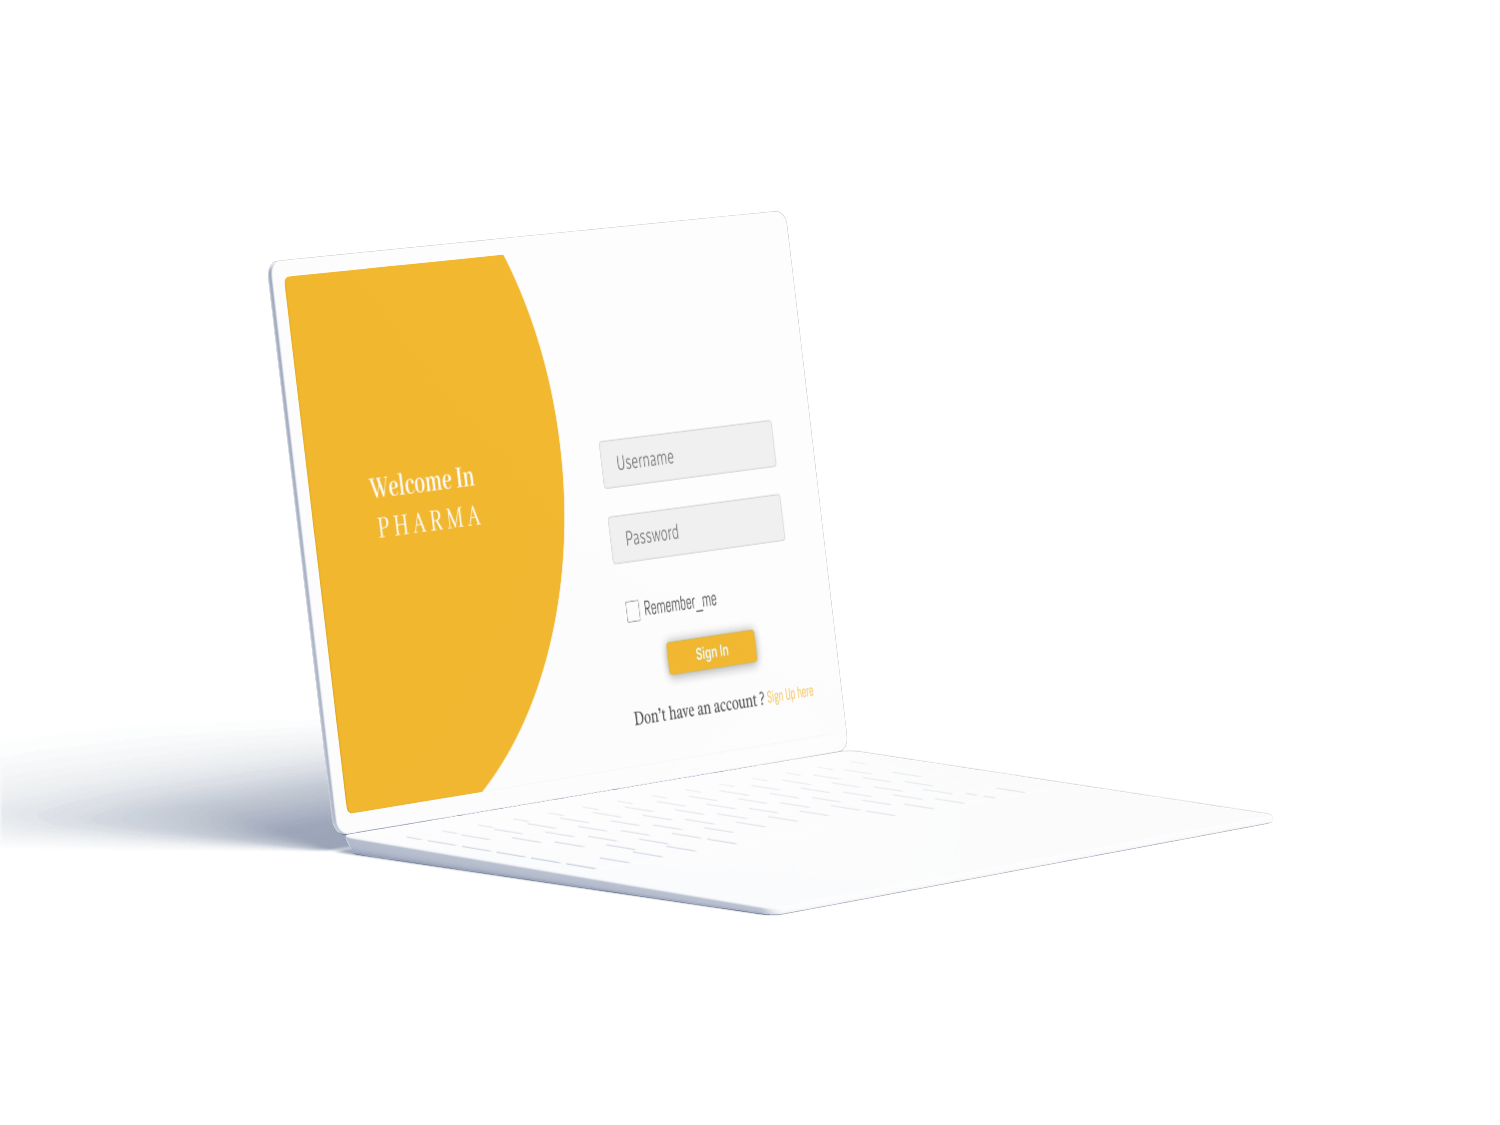 Welcome In
PHARMA
Username
Password
Remember_me
Sign In
Don't have an account ? Sign Up here